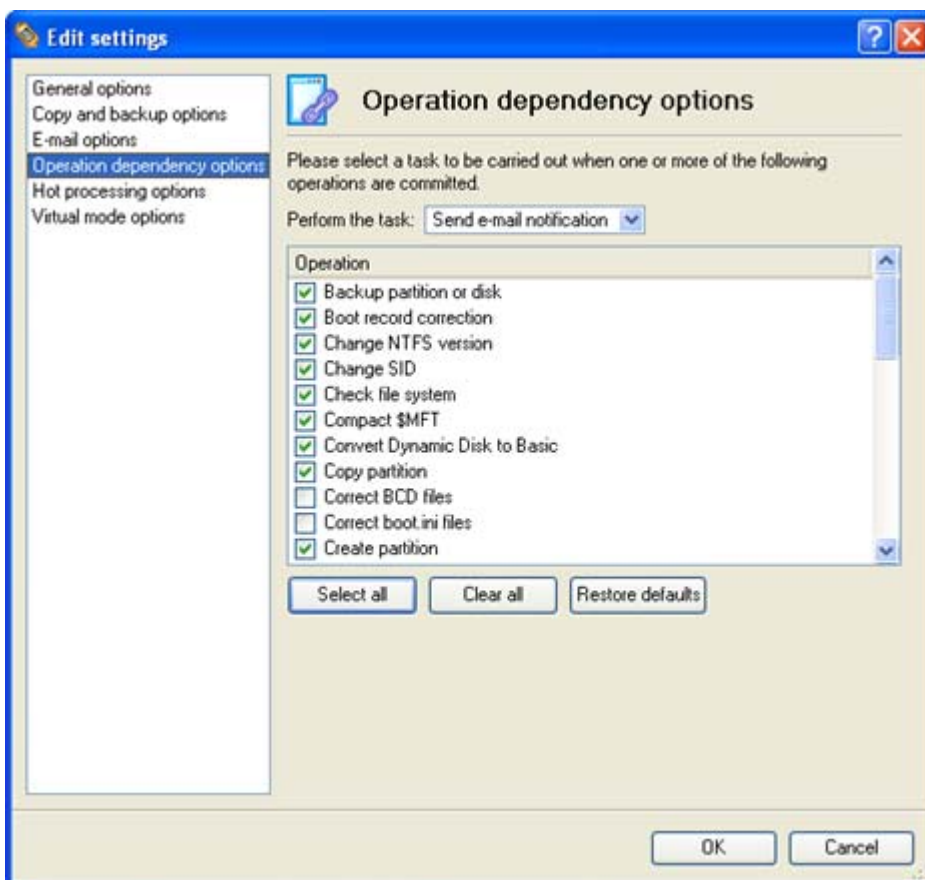 Edit settings
General options
Copy and backup options
E-mail options
Operation dependency options
Hot processing options
Virtual mode options
Operation dependency options
Please select a task to be carried out when one or more of the following
operations are committed.
Perform the task: Send e-mail notification
Operation
Backup partition or disk
Boot record correction
Change NTFS version
Change SID
Check file system
Compact $MFT
Convert Dynamic Disk to Basic
Copy partition
Correct BCD files
Correct boot.ini files
Create partition
Select all Clear all Restore defaults
OK Cancel